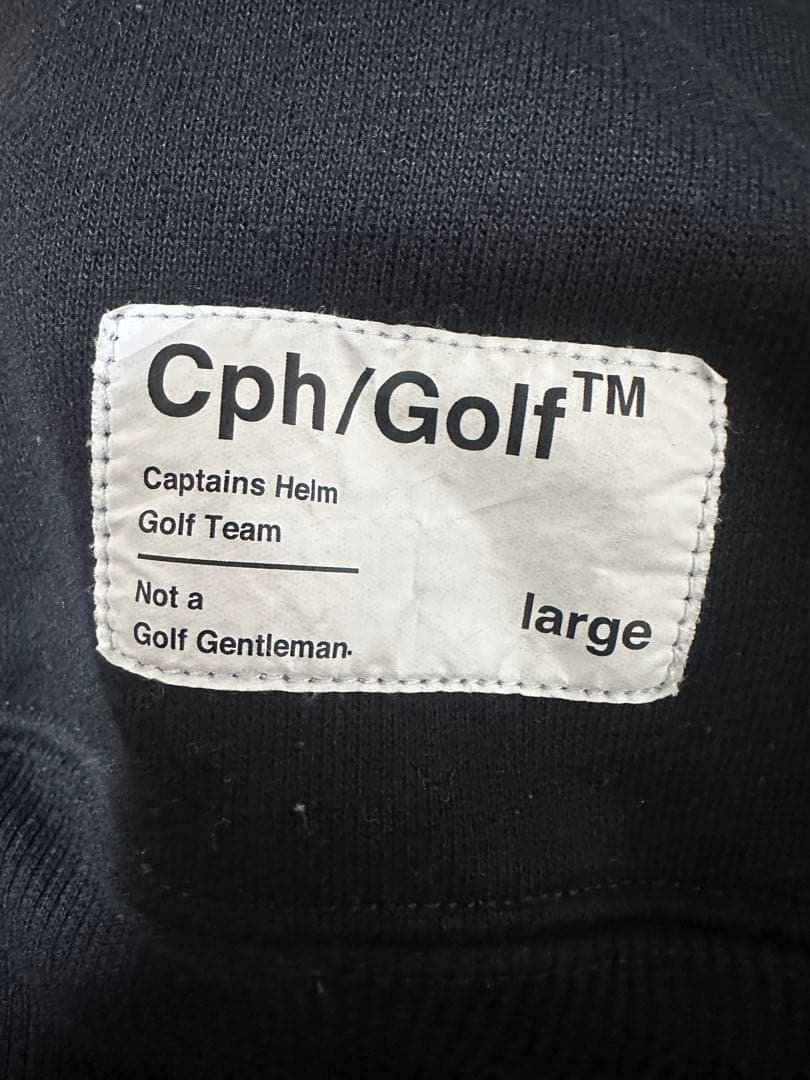 Cph/Golf™
Captains Helm
Golf Team
Not a
Golf Gentleman.
large